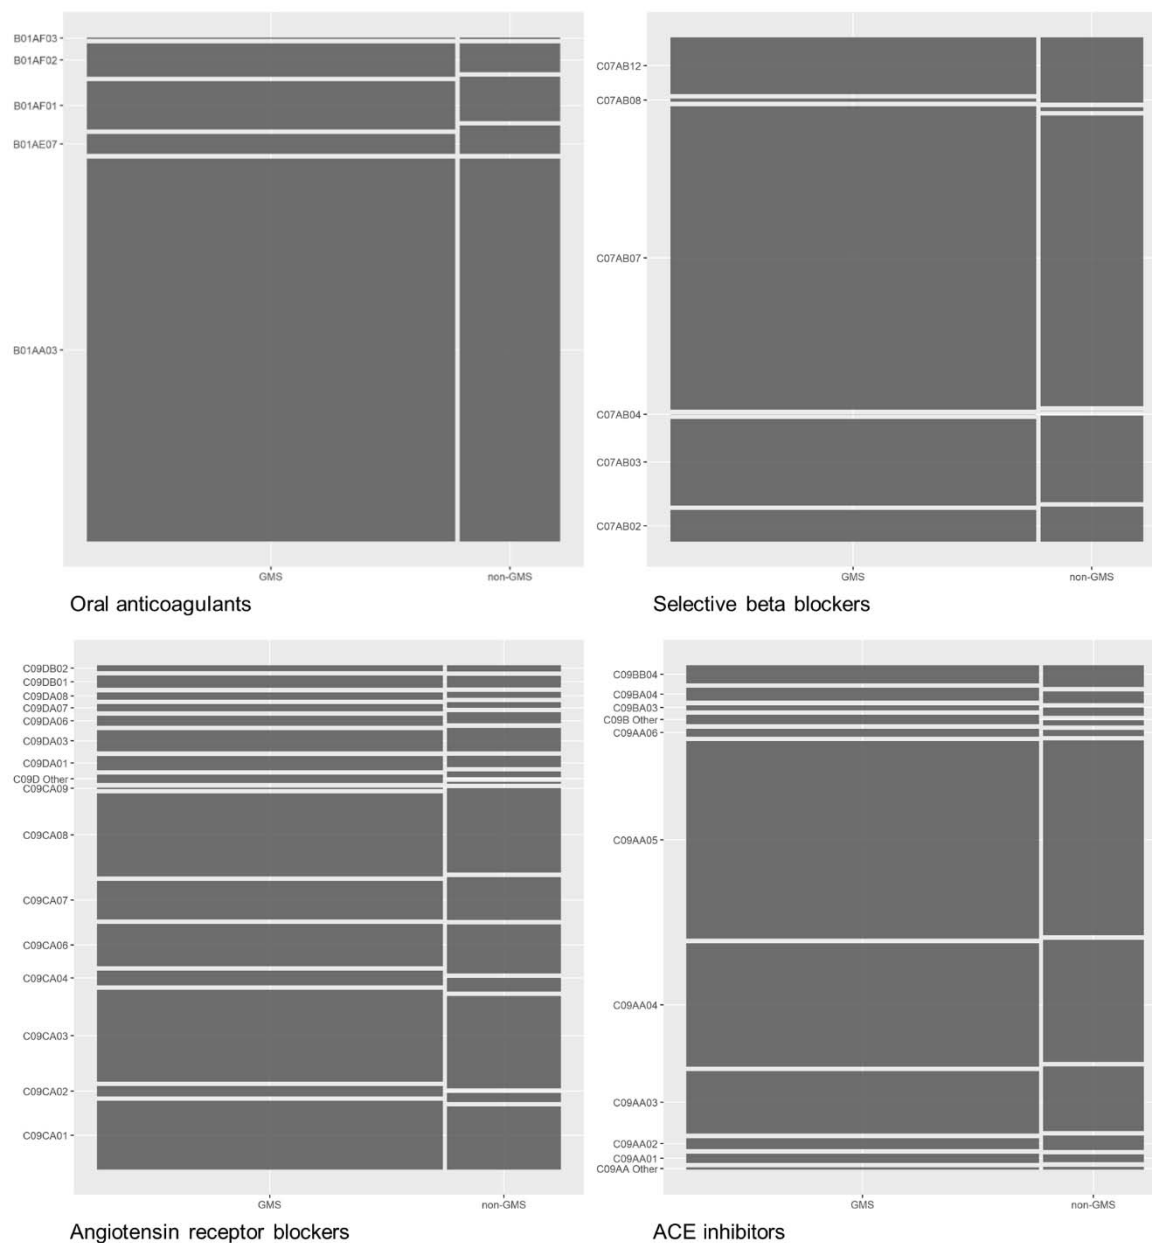 B01AF03
B01AF02
B01AF01
B01AE07
B01AA03
GMS non-GMS
Oral anticoagulants
C07AB12
C07AB08
C07AB07
C07AB04
C07AB03
C07AB02
GMS non-GMS
Selective beta blockers
C09DB02
C09DB01
C09DA08
C09DA07
C09DA06
C09DA03
C09DA01
C09D Other
C09CA09
C09CA08
C09CA07
C09CA06
C09CA04
C09CA03
C09CA02
C09CA01
GMS non-GMS
Angiotensin receptor blockers
C09BB04
C09BA04
C09BA03
C09B Other
C09AA06
C09AA05
C09AA04
C09AA03
C09AA02
C09AA01
C09AA Other
GMS non-GMS
ACE inhibitors